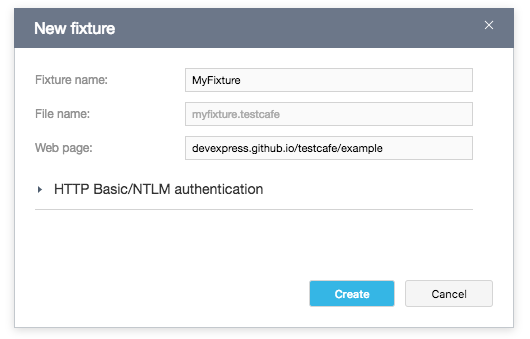 New fixture
Fixture name: MyFixture
File name: myfixture.testcafe
Web page: devexpress.github.io/testcafe/example
HTTP Basic/NTLM authentication
Create Cancel